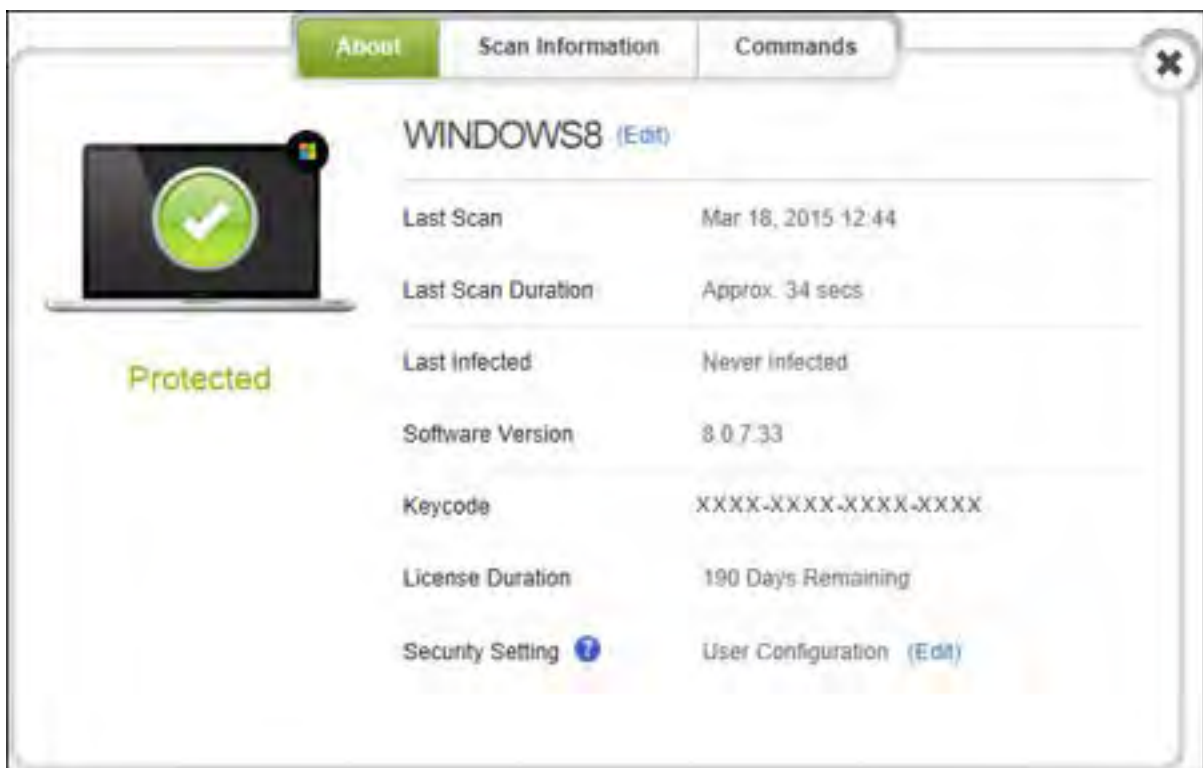 About Scan Information Commands
WINDOWS8 (Edit)
Last Scan Mar 18, 2015 12:44
Last Scan Duration Approx. 34 secs
Protected
Last Infected Never Infected
Software Version 8.0.7.33
Keycode XXXX-XXXX-XXXX-XXXX
License Duration 190 Days Remaining
Security Setting ? User Configuration (Edit)